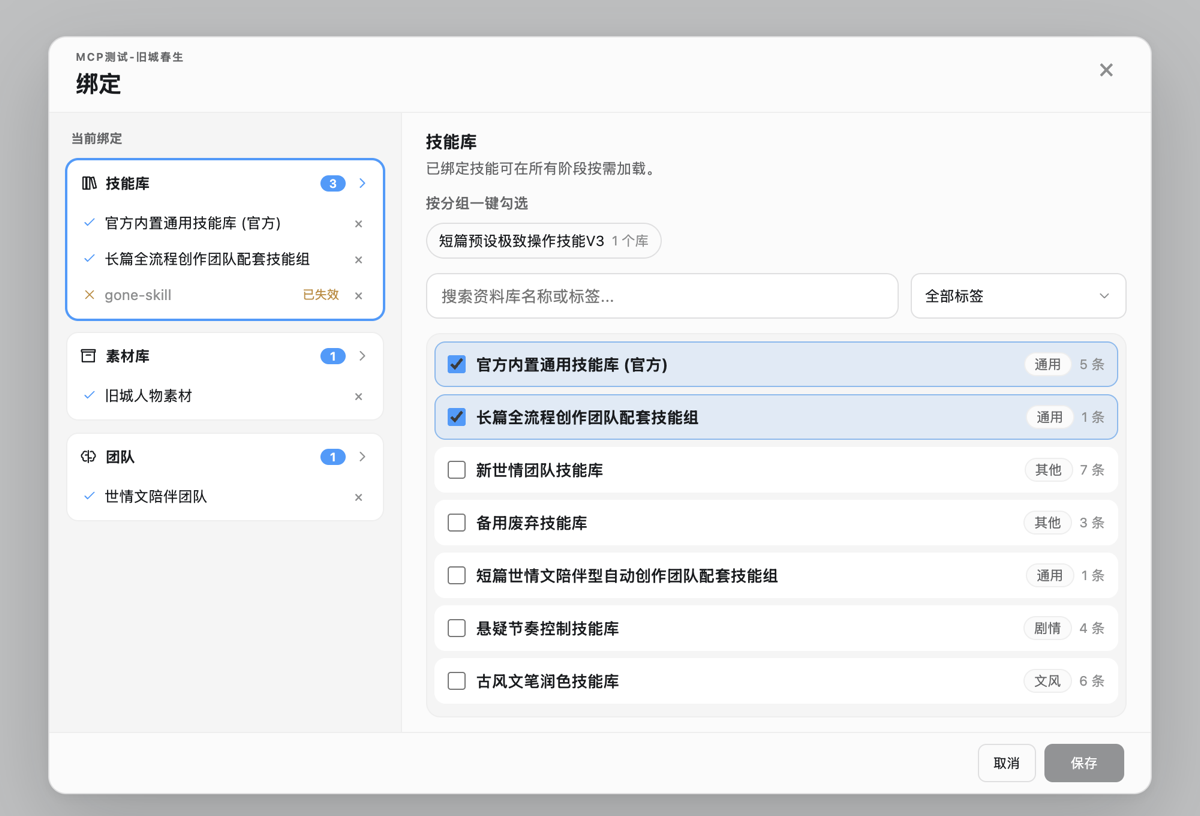 MCP测试-旧城春生
绑定
当前绑定
技能库 3
官方内置通用技能库 (官方)
长篇全流程创作团队配套技能组
gone-skill 已失效
素材库 1
旧城人物素材
团队 1
世情文陪伴团队
技能库
已绑定技能可在所有阶段按需加载。
按分组一键勾选
短篇预设极致操作技能V3 1 个库
搜索资料库名称或标签... 全部标签
官方内置通用技能库 (官方) 通用 5 条
长篇全流程创作团队配套技能组 通用 1 条
新世情团队技能库 其他 7 条
备用废弃技能库 其他 3 条
短篇世情文陪伴型自动创作团队配套技能组 通用 1 条
悬疑节奏控制技能库 剧情 4 条
古风文笔润色技能库 文风 6 条
取消 保存